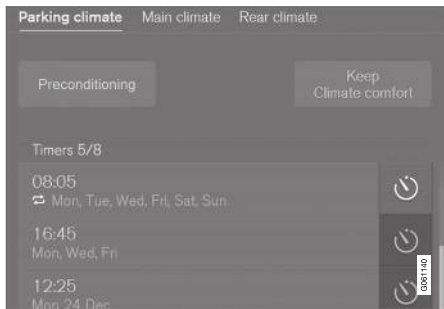 Parking climate Main climate Rear climate
Preconditioning
Keep
Climate comfort
Timers 5/8
08:05
Mon, Tue, Wed, Fri, Sat, Sun
16:45
Mon, Wed, Fri
12:25
Mon 24 Dec
G061140